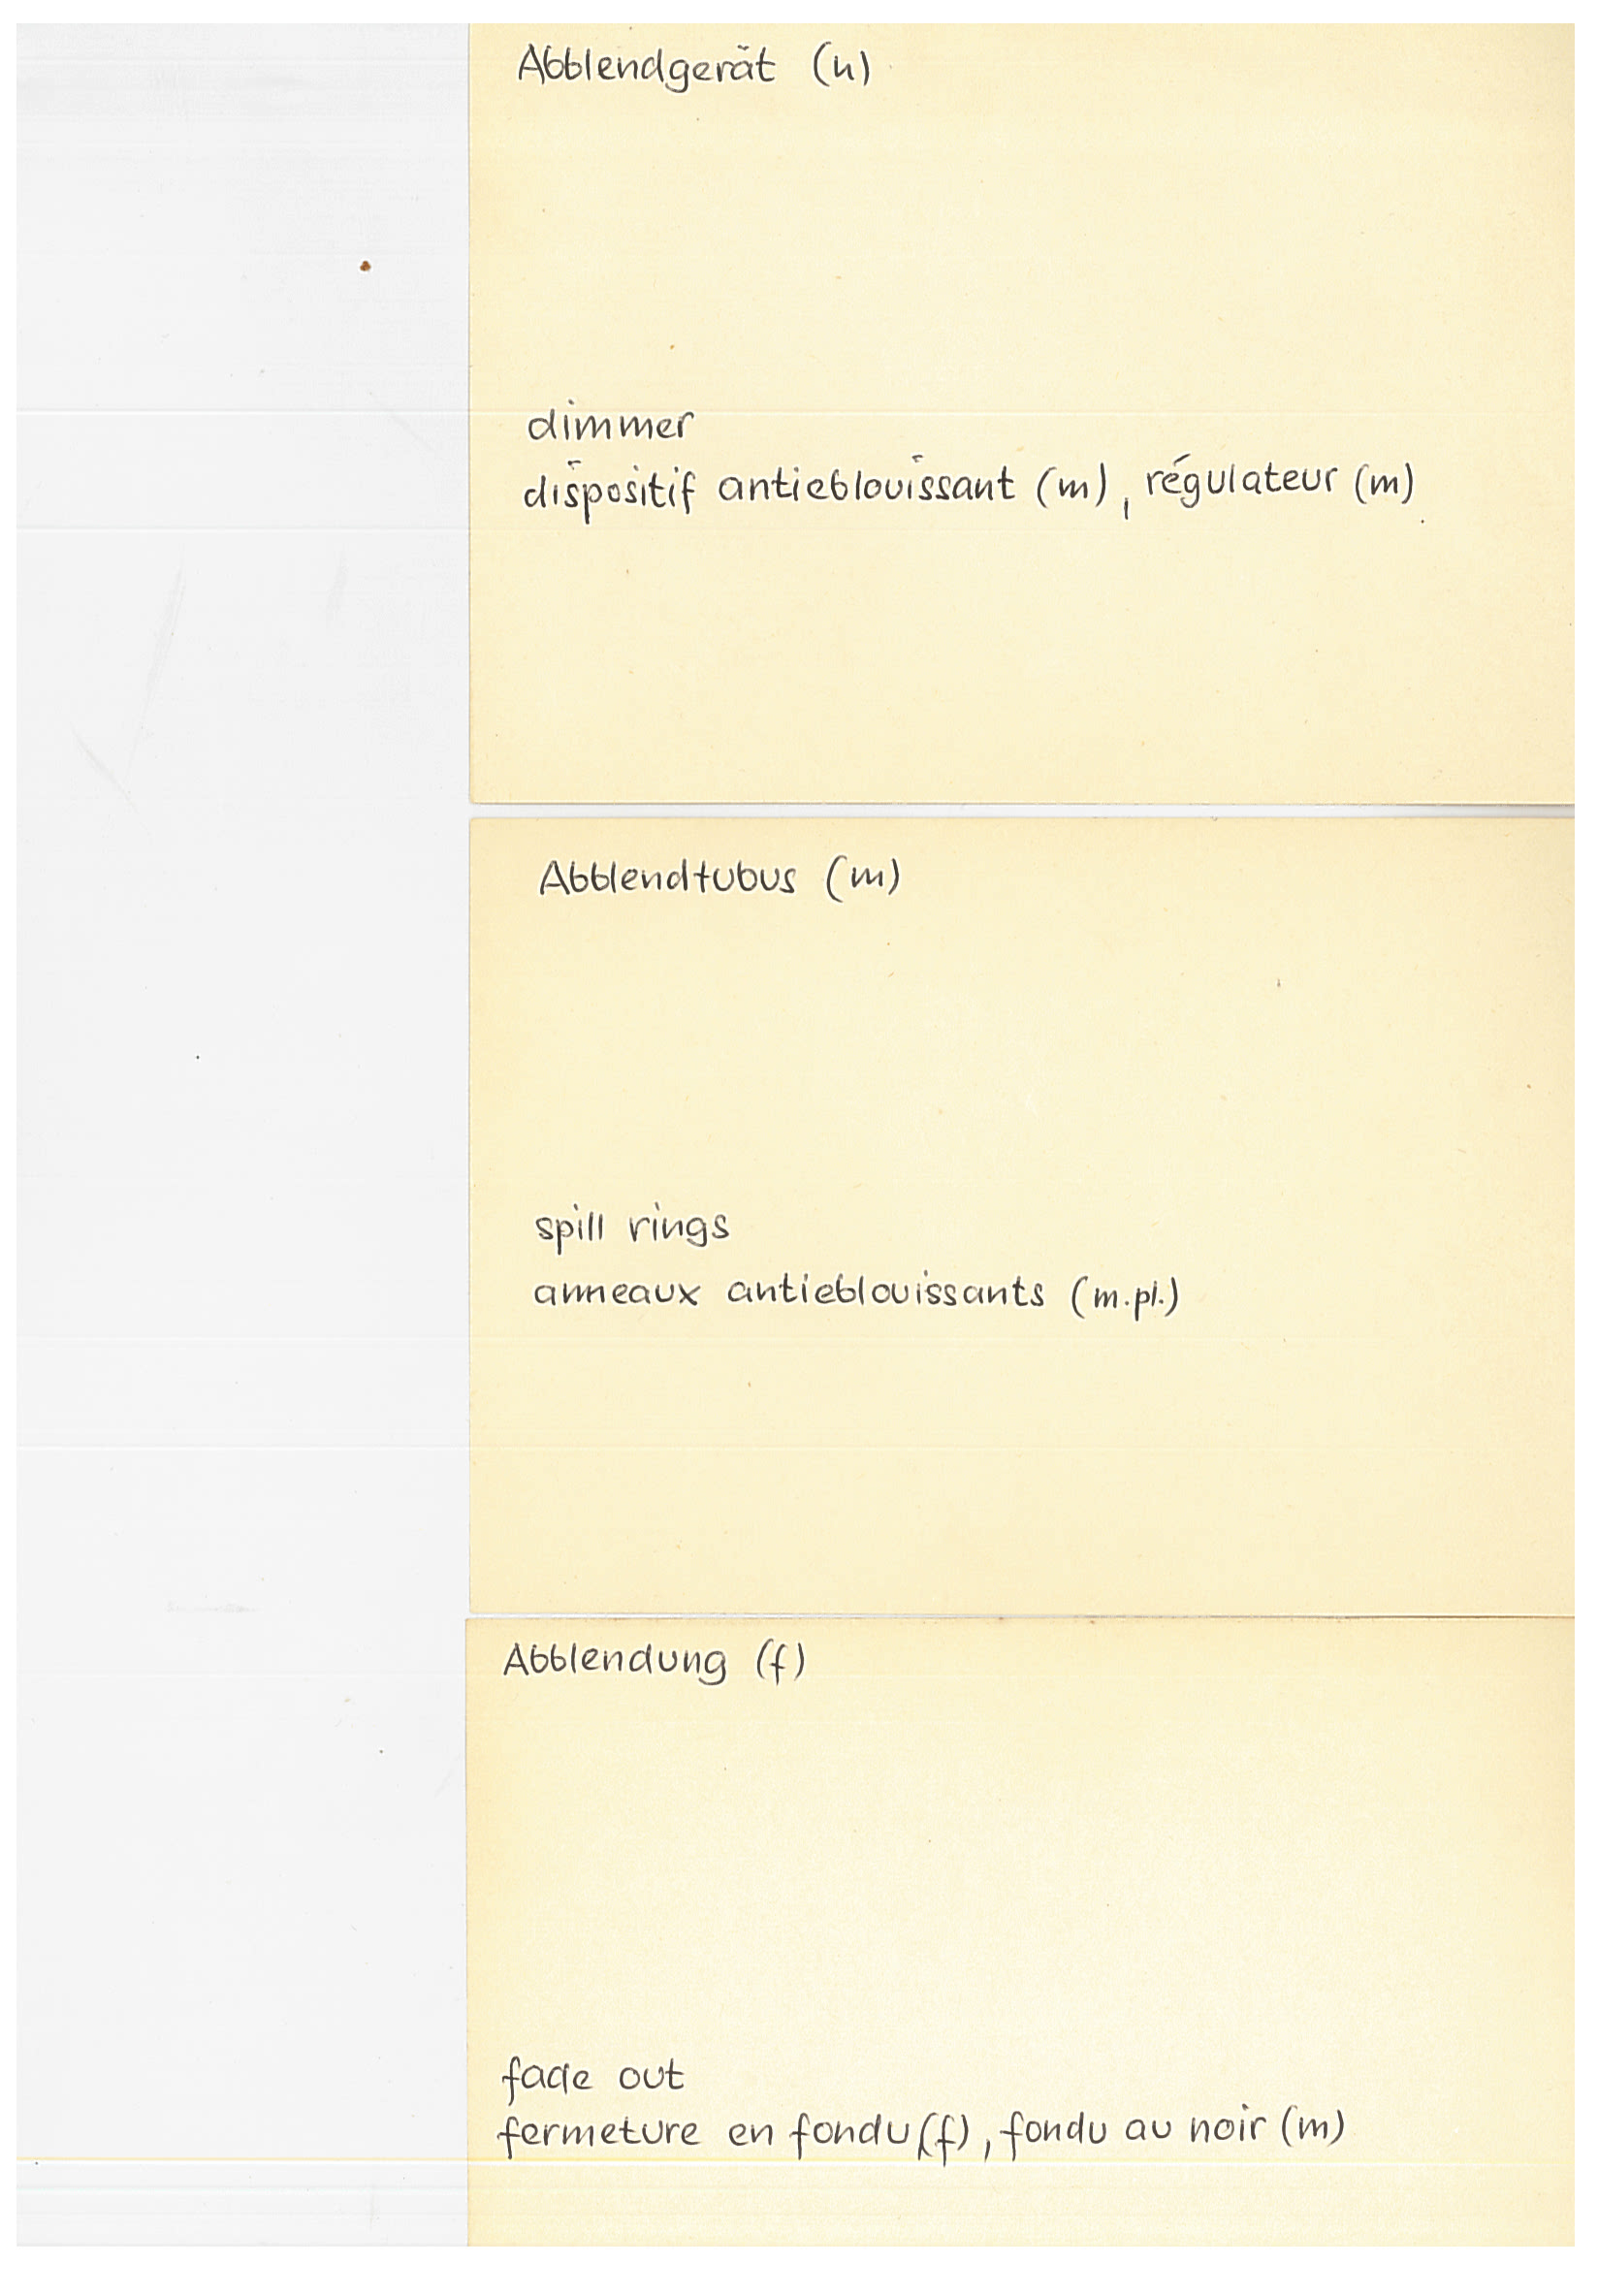 Abblendgerät (n)
dimmer
dispositif antieblouissant (m), régulateur (m)
Abblendtubus (m)
spill rings
anneaux antieblouissants (m.pl.)
Abblendung (f)
fade out
fermeture en fondu (f), fondu au noir (m)